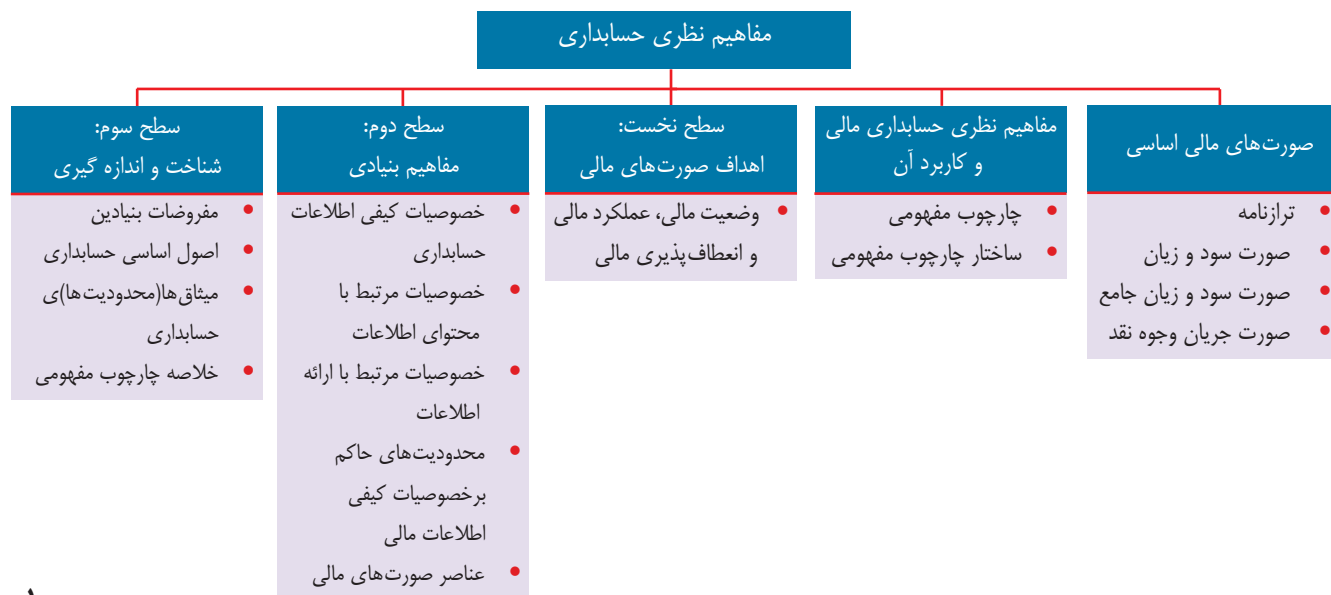 مفاهیم نظری حسابداری
صورت‌های مالی اساسی
ترازنامه
صورت سود و زیان
صورت سود و زیان جامع
صورت جریان وجوه نقد
مفاهیم نظری حسابداری مالی
و کاربرد آن
چارچوب مفهومی
ساختار چارچوب مفهومی
سطح نخست:
اهداف صورت‌های مالی
وضعیت مالی، عملکرد مالی
و انعطاف‌پذیری مالی
سطح دوم:
مفاهیم بنیادی
خصوصیات کیفی اطلاعات
حسابداری
خصوصیات مرتبط با
محتوای اطلاعات
خصوصیات مرتبط با ارائه
اطلاعات
محدودیت‌های حاکم
برخصوصیات کیفی
اطلاعات مالی
عناصر صورت‌های مالی
سطح سوم:
شناخت و اندازه گیری
مفروضات بنیادین
اصول اساسی حسابداری
میثاق‌ها(محدودیت‌ها)ی
حسابداری
خلاصه چارچوب مفهومی